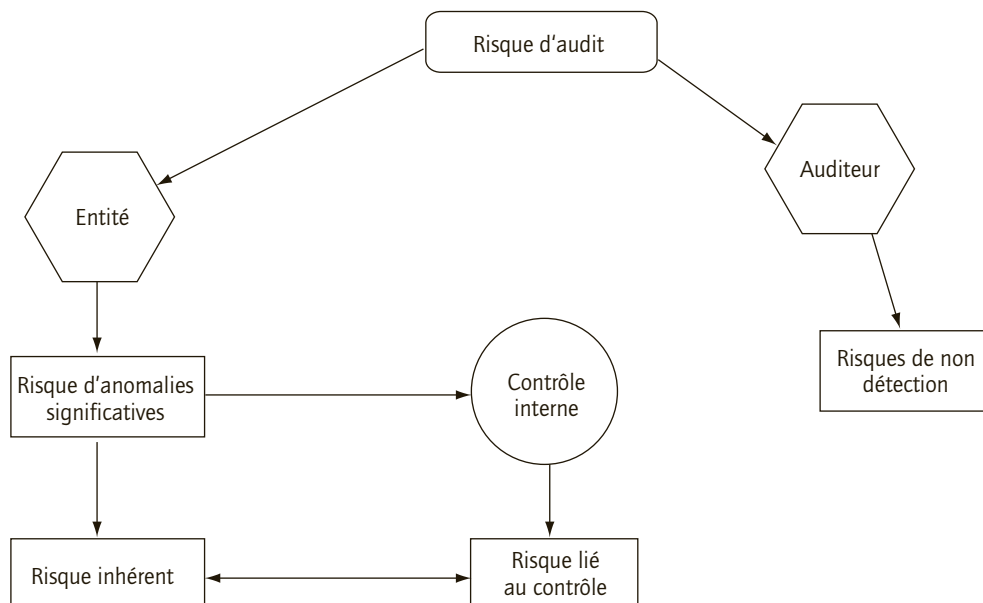 Risque d'audit
Auditeur
Entité
Risque d'anomalies
significatives
Contrôle
interne
Risques de non
détection
Risque inhérent
Risque lié
au contrôle